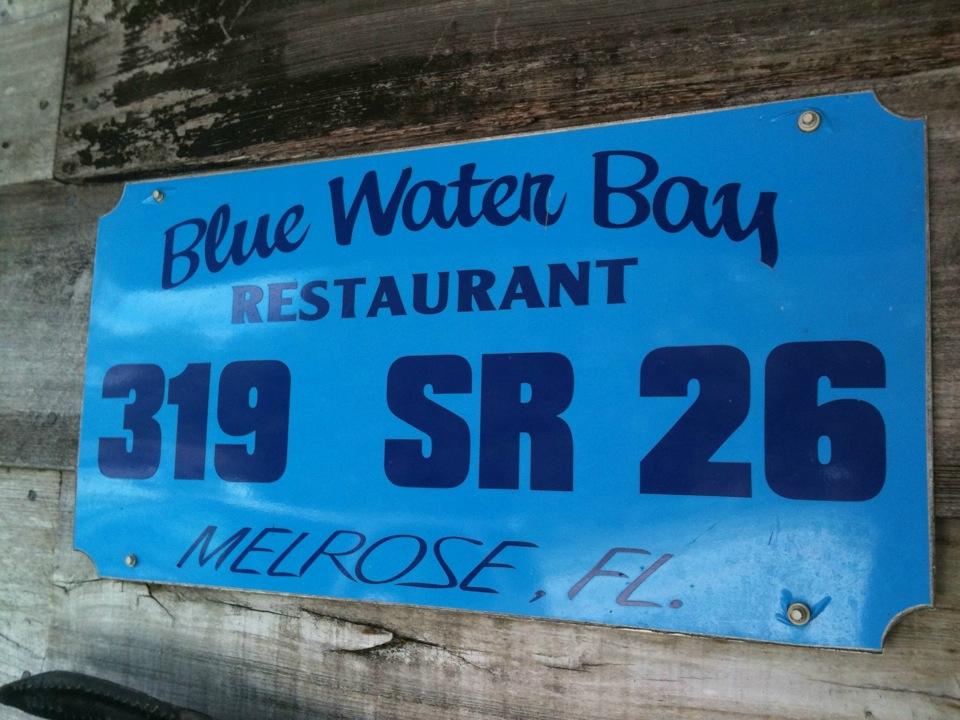 Blue Water Bay
RESTAURANT
319 SR 26
MELROSE, FL.